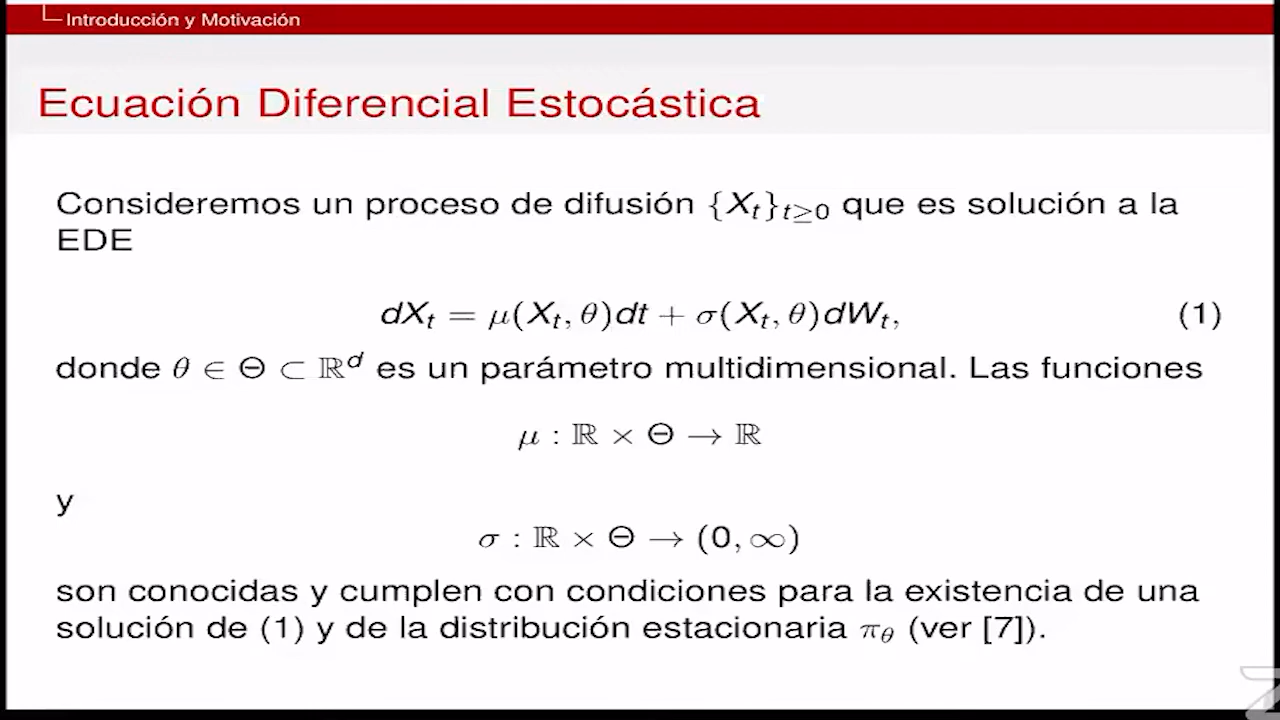 Introducción y Motivación
Ecuación Diferencial Estocástica
Consideremos un proceso de difusión {X_t}_{t≥0} que es solución a la
EDE
dX_t = μ(X_t, θ)dt + σ(X_t, θ)dW_t, (1)
donde θ ∈ Θ ⊂ ℝ^d es un parámetro multidimensional. Las funciones
μ : ℝ × Θ → ℝ
y
σ : ℝ × Θ → (0, ∞)
son conocidas y cumplen con condiciones para la existencia de una
solución de (1) y de la distribución estacionaria π_θ (ver [7]).